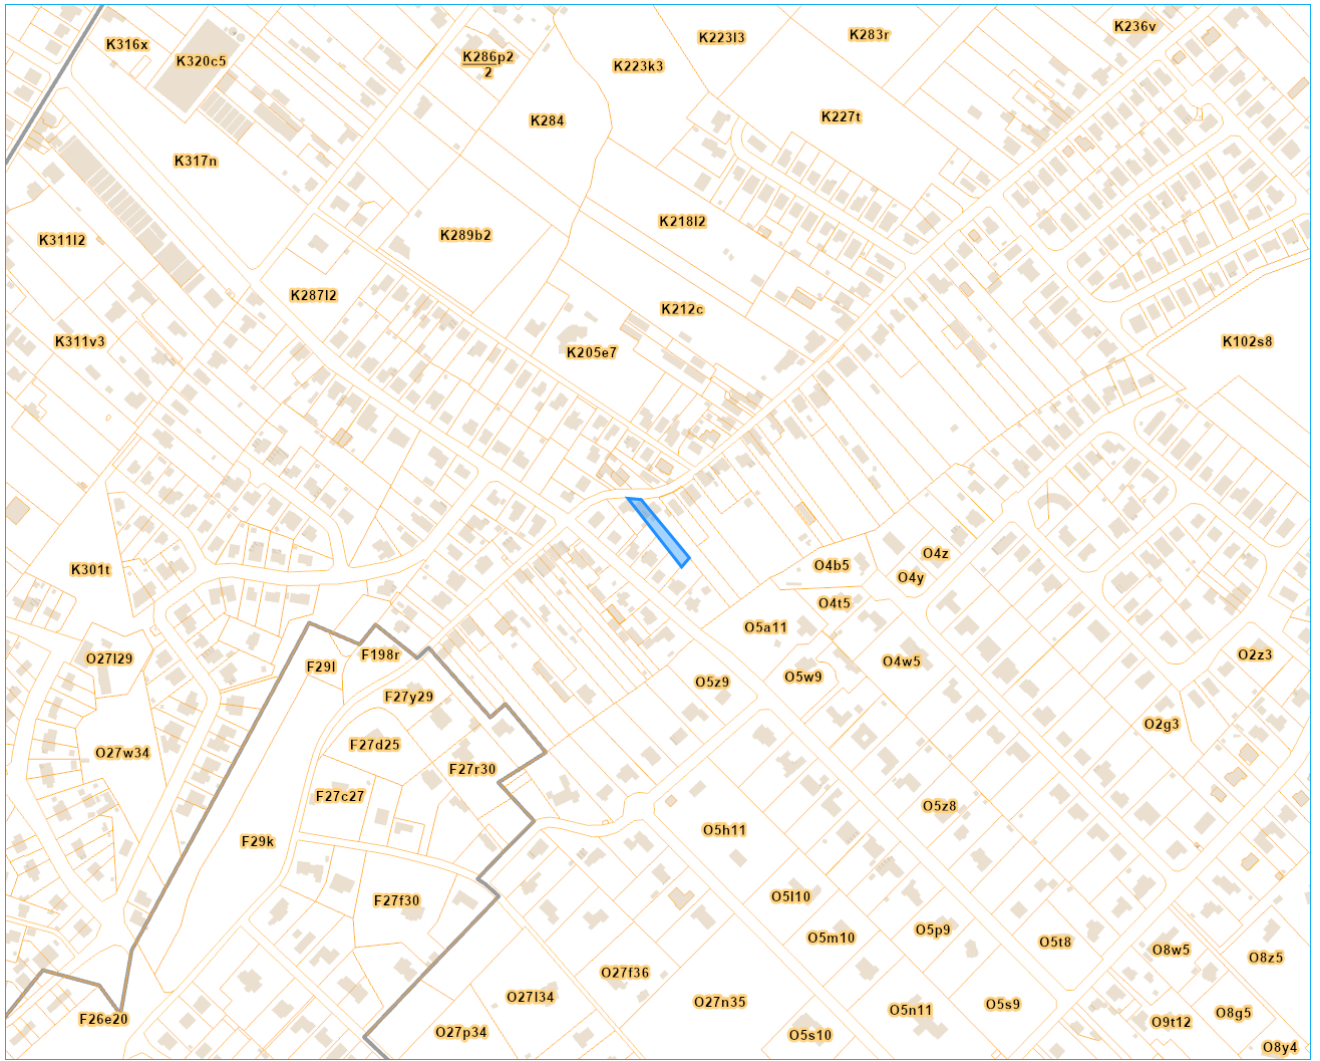 K236v
K283r
K223l3
K316x
K286p2
K320c5
K223k3
2
K227t
K284
K317n
K218l2
K289b2
K311l2
K287l2
K212c
K311v3
K102s8
K205e7
O4z
O4b5
K301t
O4y
O4t5
O5a11
F198r
O2z3
O27l29
O4w5
F29l
O5w9
O5z9
F27y29
O2g3
F27d25
O27w34
F27r30
F27c27
O5z8
O5h11
F29k
O5l10
F27f30
O5p9
O5m10
O5t8
O8w5
O8z5
O27f36
O27l34
O27n35
O5s9
O5n11
O8g5
F26e20
O9t12
O27p34
O5s10
O8y4